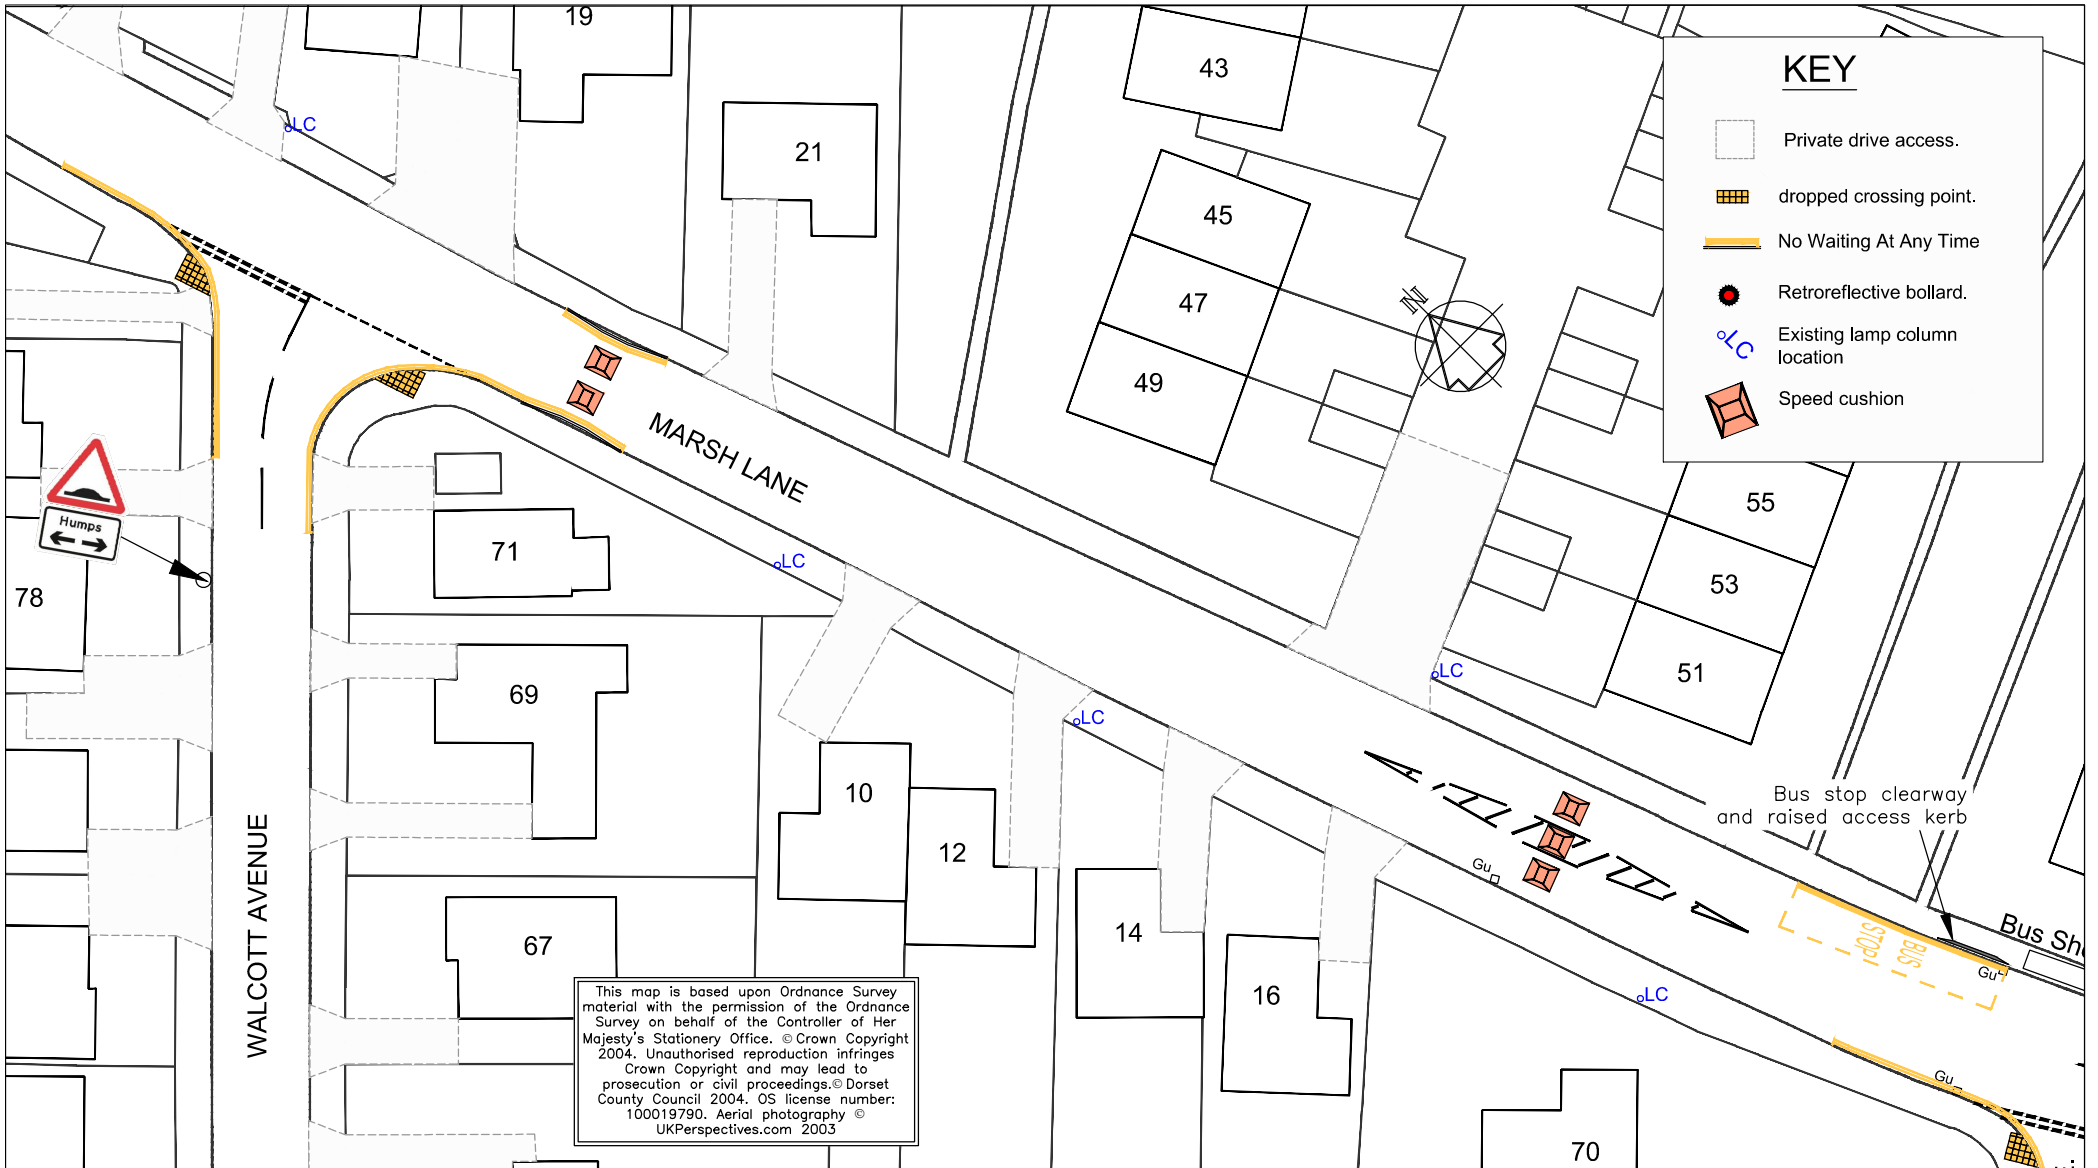 19
43
KEY
LC
21
Private drive access.
dropped crossing point.
45
No Waiting At Any Time
47
N
Retroreflective bollard.
LC
Existing lamp column
location
49
Speed cushion
MARSH LANE
Humps
71
LC
55
53
78
69
LC
51
LC
10
12
Bus stop clearway
and raised access kerb
WALCOTT AVENUE
Gu
14
67
16
BUS
STOP
Bus
Gu
LC
This map is based upon Ordnance Survey
material with the permission of the Ordnance
Survey on behalf of the Controller of Her
Majesty's Stationery Office. © Crown Copyright
2004. Unauthorised reproduction infringes
Crown Copyright and may lead to
prosecution or civil proceedings.© Dorset
County Council 2004. OS license number:
100019790. Aerial photography ©
UKPerspectives.com 2003
Gu
70